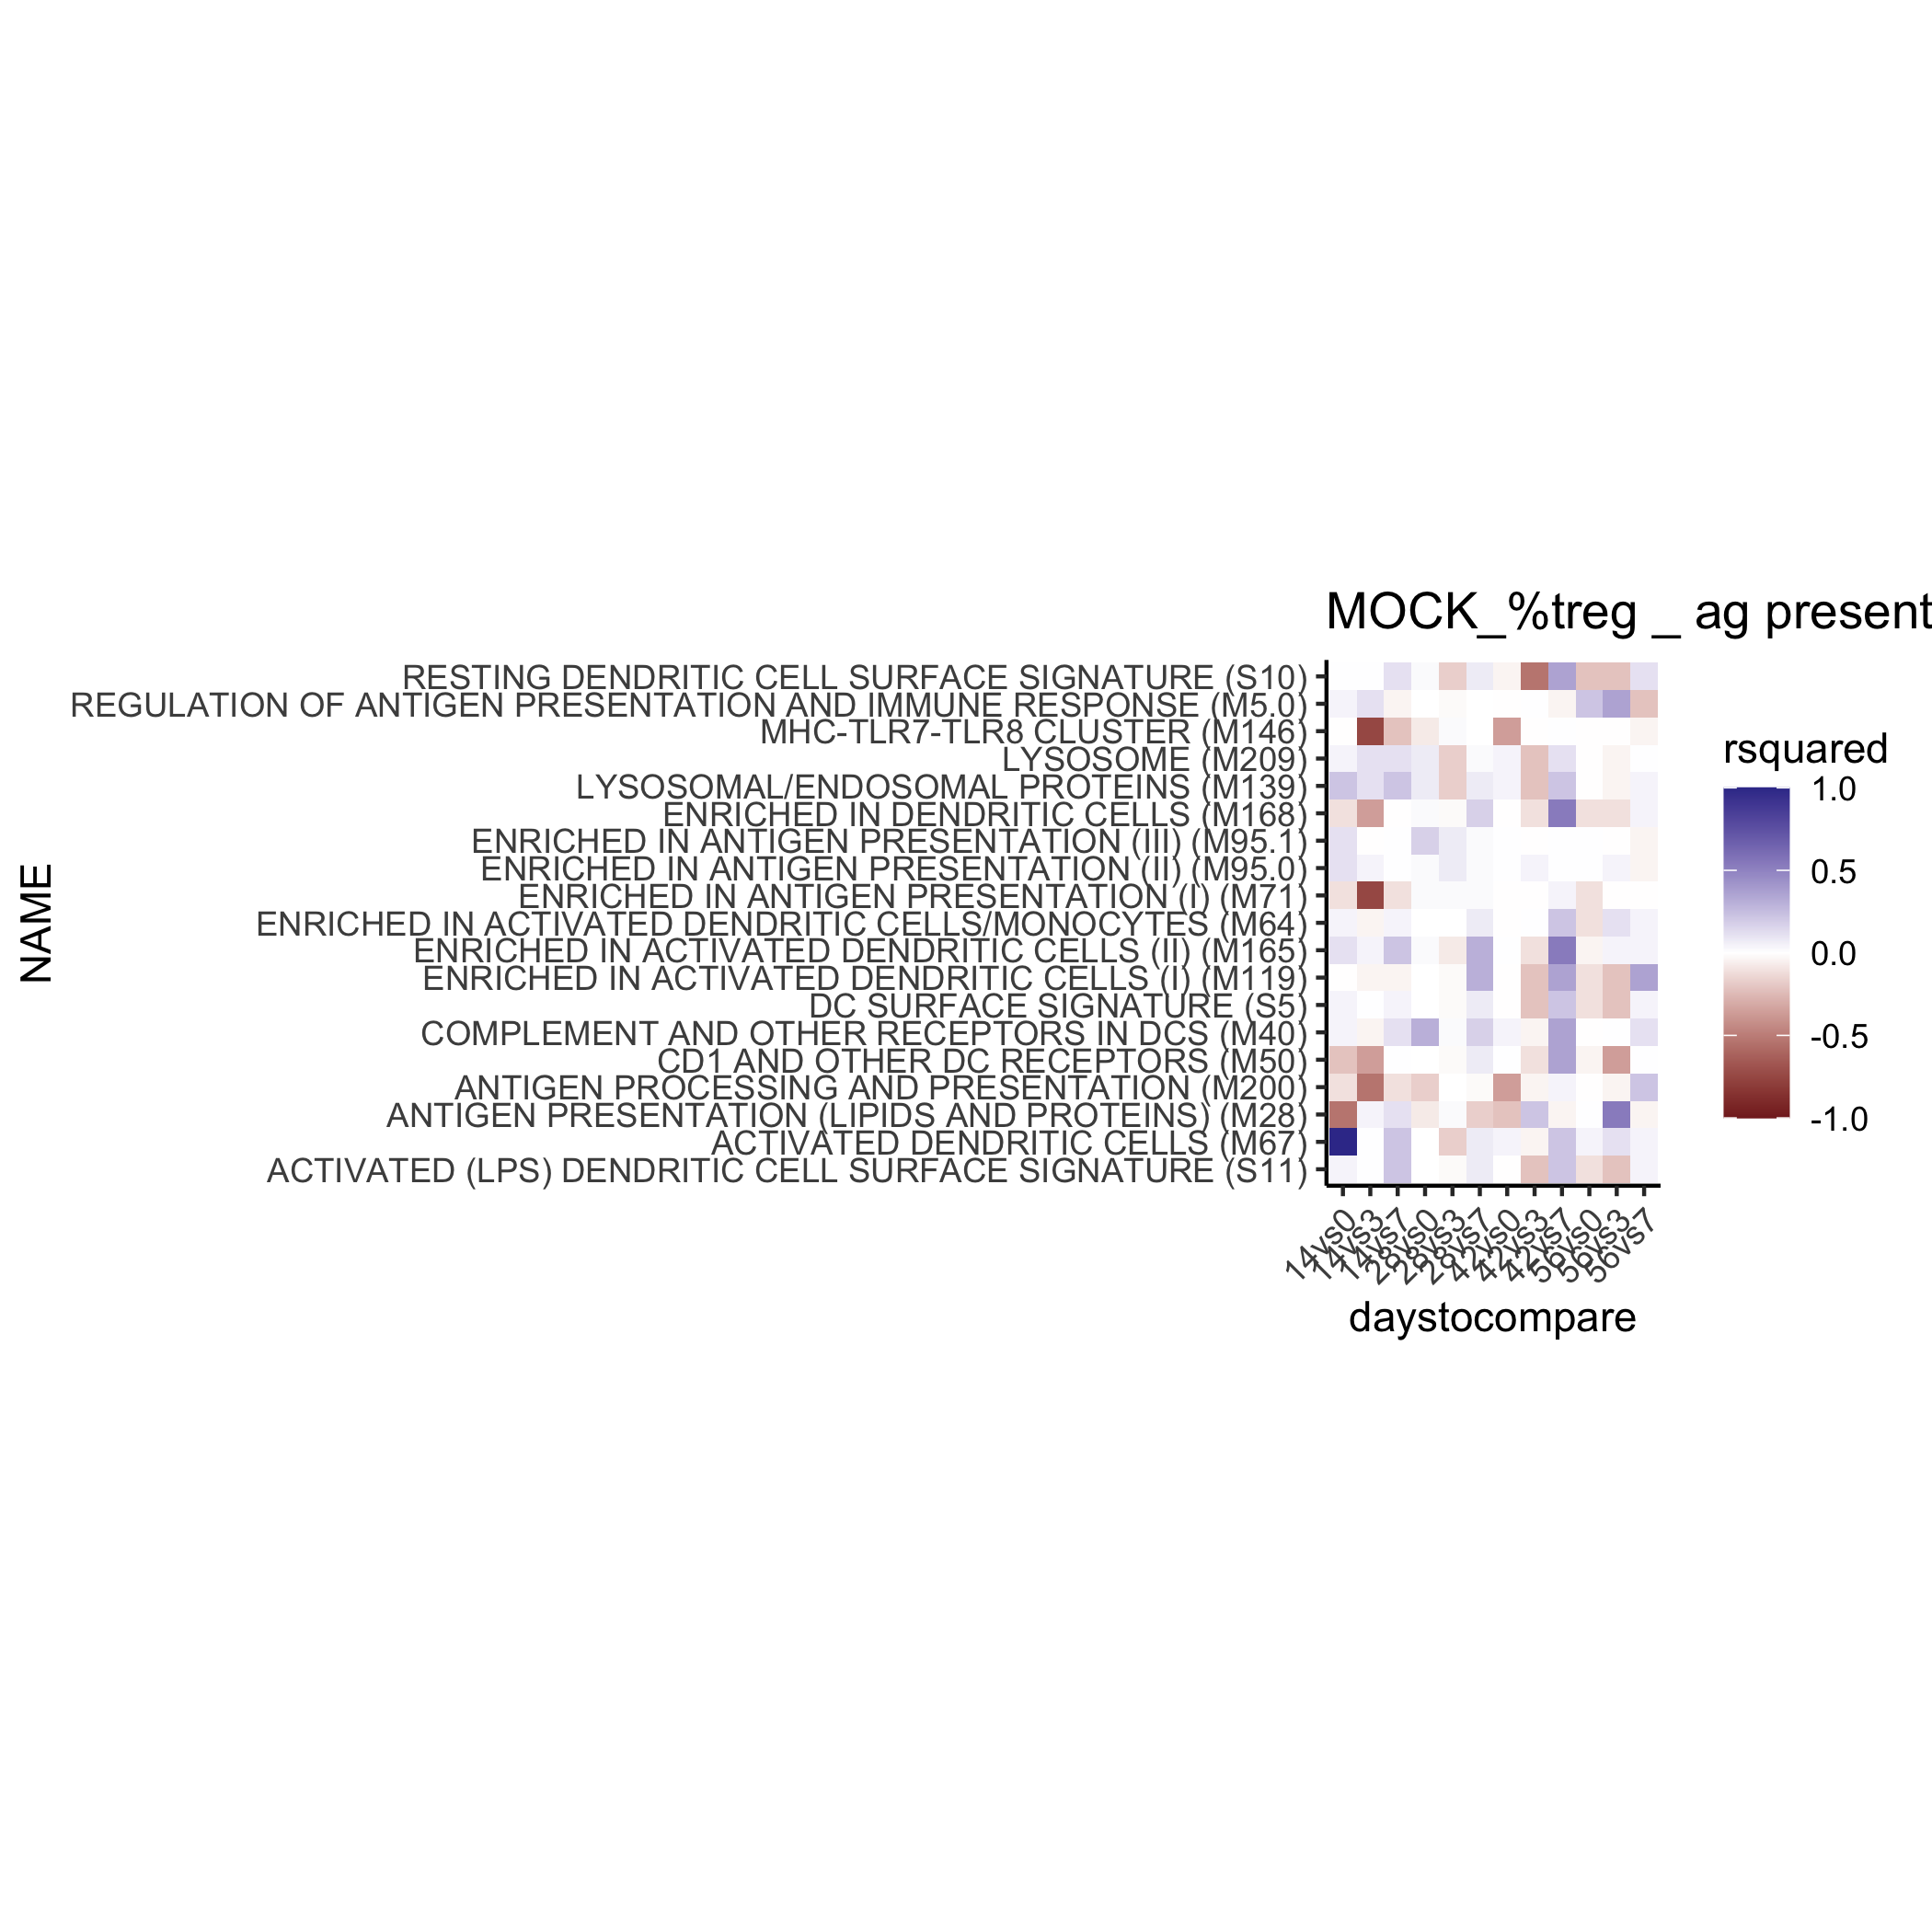 MOCK_%treg _ ag present
NAME
RESTING DENDRITIC CELL SURFACE SIGNATURE (S10)
REGULATION OF ANTIGEN PRESENTATION AND IMMUNE RESPONSE (M5.0)
MHC-TLR7-TLR8 CLUSTER (M146)
LYSOSOME (M209)
LYSOSOMAL/ENDOSOMAL PROTEINS (M139)
ENRICHED IN DENDRITIC CELLS (M168)
ENRICHED IN ANTIGEN PRESENTATION (III) (M95.1)
ENRICHED IN ANTIGEN PRESENTATION (II) (M95.0)
ENRICHED IN ANTIGEN PRESENTATION (I) (M71)
ENRICHED IN ACTIVATED DENDRITIC CELLS/MONOCYTES (M64)
ENRICHED IN ACTIVATED DENDRITIC CELLS (II) (M165)
ENRICHED IN ACTIVATED DENDRITIC CELLS (I) (M119)
DC SURFACE SIGNATURE (S5)
COMPLEMENT AND OTHER RECEPTORS IN DCS (M40)
CD1 AND OTHER DC RECEPTORS (M50)
ANTIGEN PROCESSING AND PRESENTATION (M200)
ANTIGEN PRESENTATION (LIPIDS AND PROTEINS) (M28)
ACTIVATED DENDRITIC CELLS (M67)
ACTIVATED (LPS) DENDRITIC CELL SURFACE SIGNATURE (S11)
14vs0
14vs3
14vs7
28vs0
28vs3
28vs7
42vs0
42vs3
42vs7
56vs0
56vs3
56vs7
daystocompare
rsquared
1.0
0.5
0.0
-0.5
-1.0